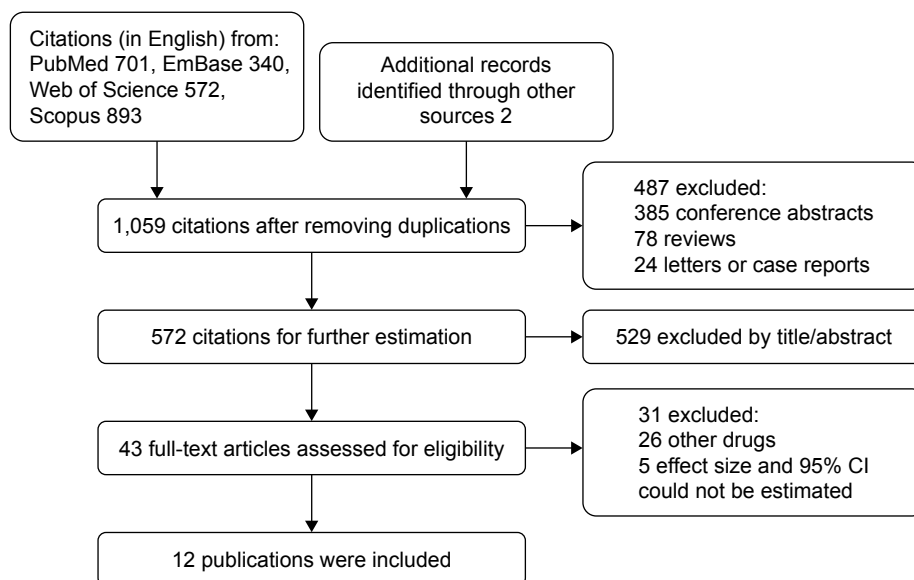 Citations (in English) from:
PubMed 701, EmBase 340,
Web of Science 572,
Scopus 893
Additional records
identified through other
sources 2
1,059 citations after removing duplications
487 excluded:
385 conference abstracts
78 reviews
24 letters or case reports
572 citations for further estimation
529 excluded by title/abstract
43 full-text articles assessed for eligibility
31 excluded:
26 other drugs
5 effect size and 95% CI
could not be estimated
12 publications were included